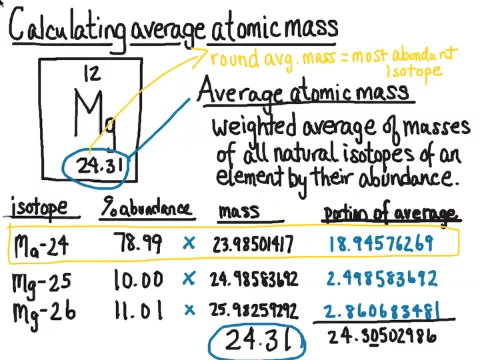 Calculating average atomic mass
round avg. mass = most abundant
isotope
12
Mg
24.31
Average atomic mass
weighted average of masses
of all natural isotopes of an
element by their abundance.
isotope % abundance mass portion of average
Ma-24 78.99 × 23.98501417 18.94576269
Mg-25 10.00 × 24.98583692 2.498583692
Mg-26 11.01 × 25.98259292 2.860683481
24.31 24.30502986